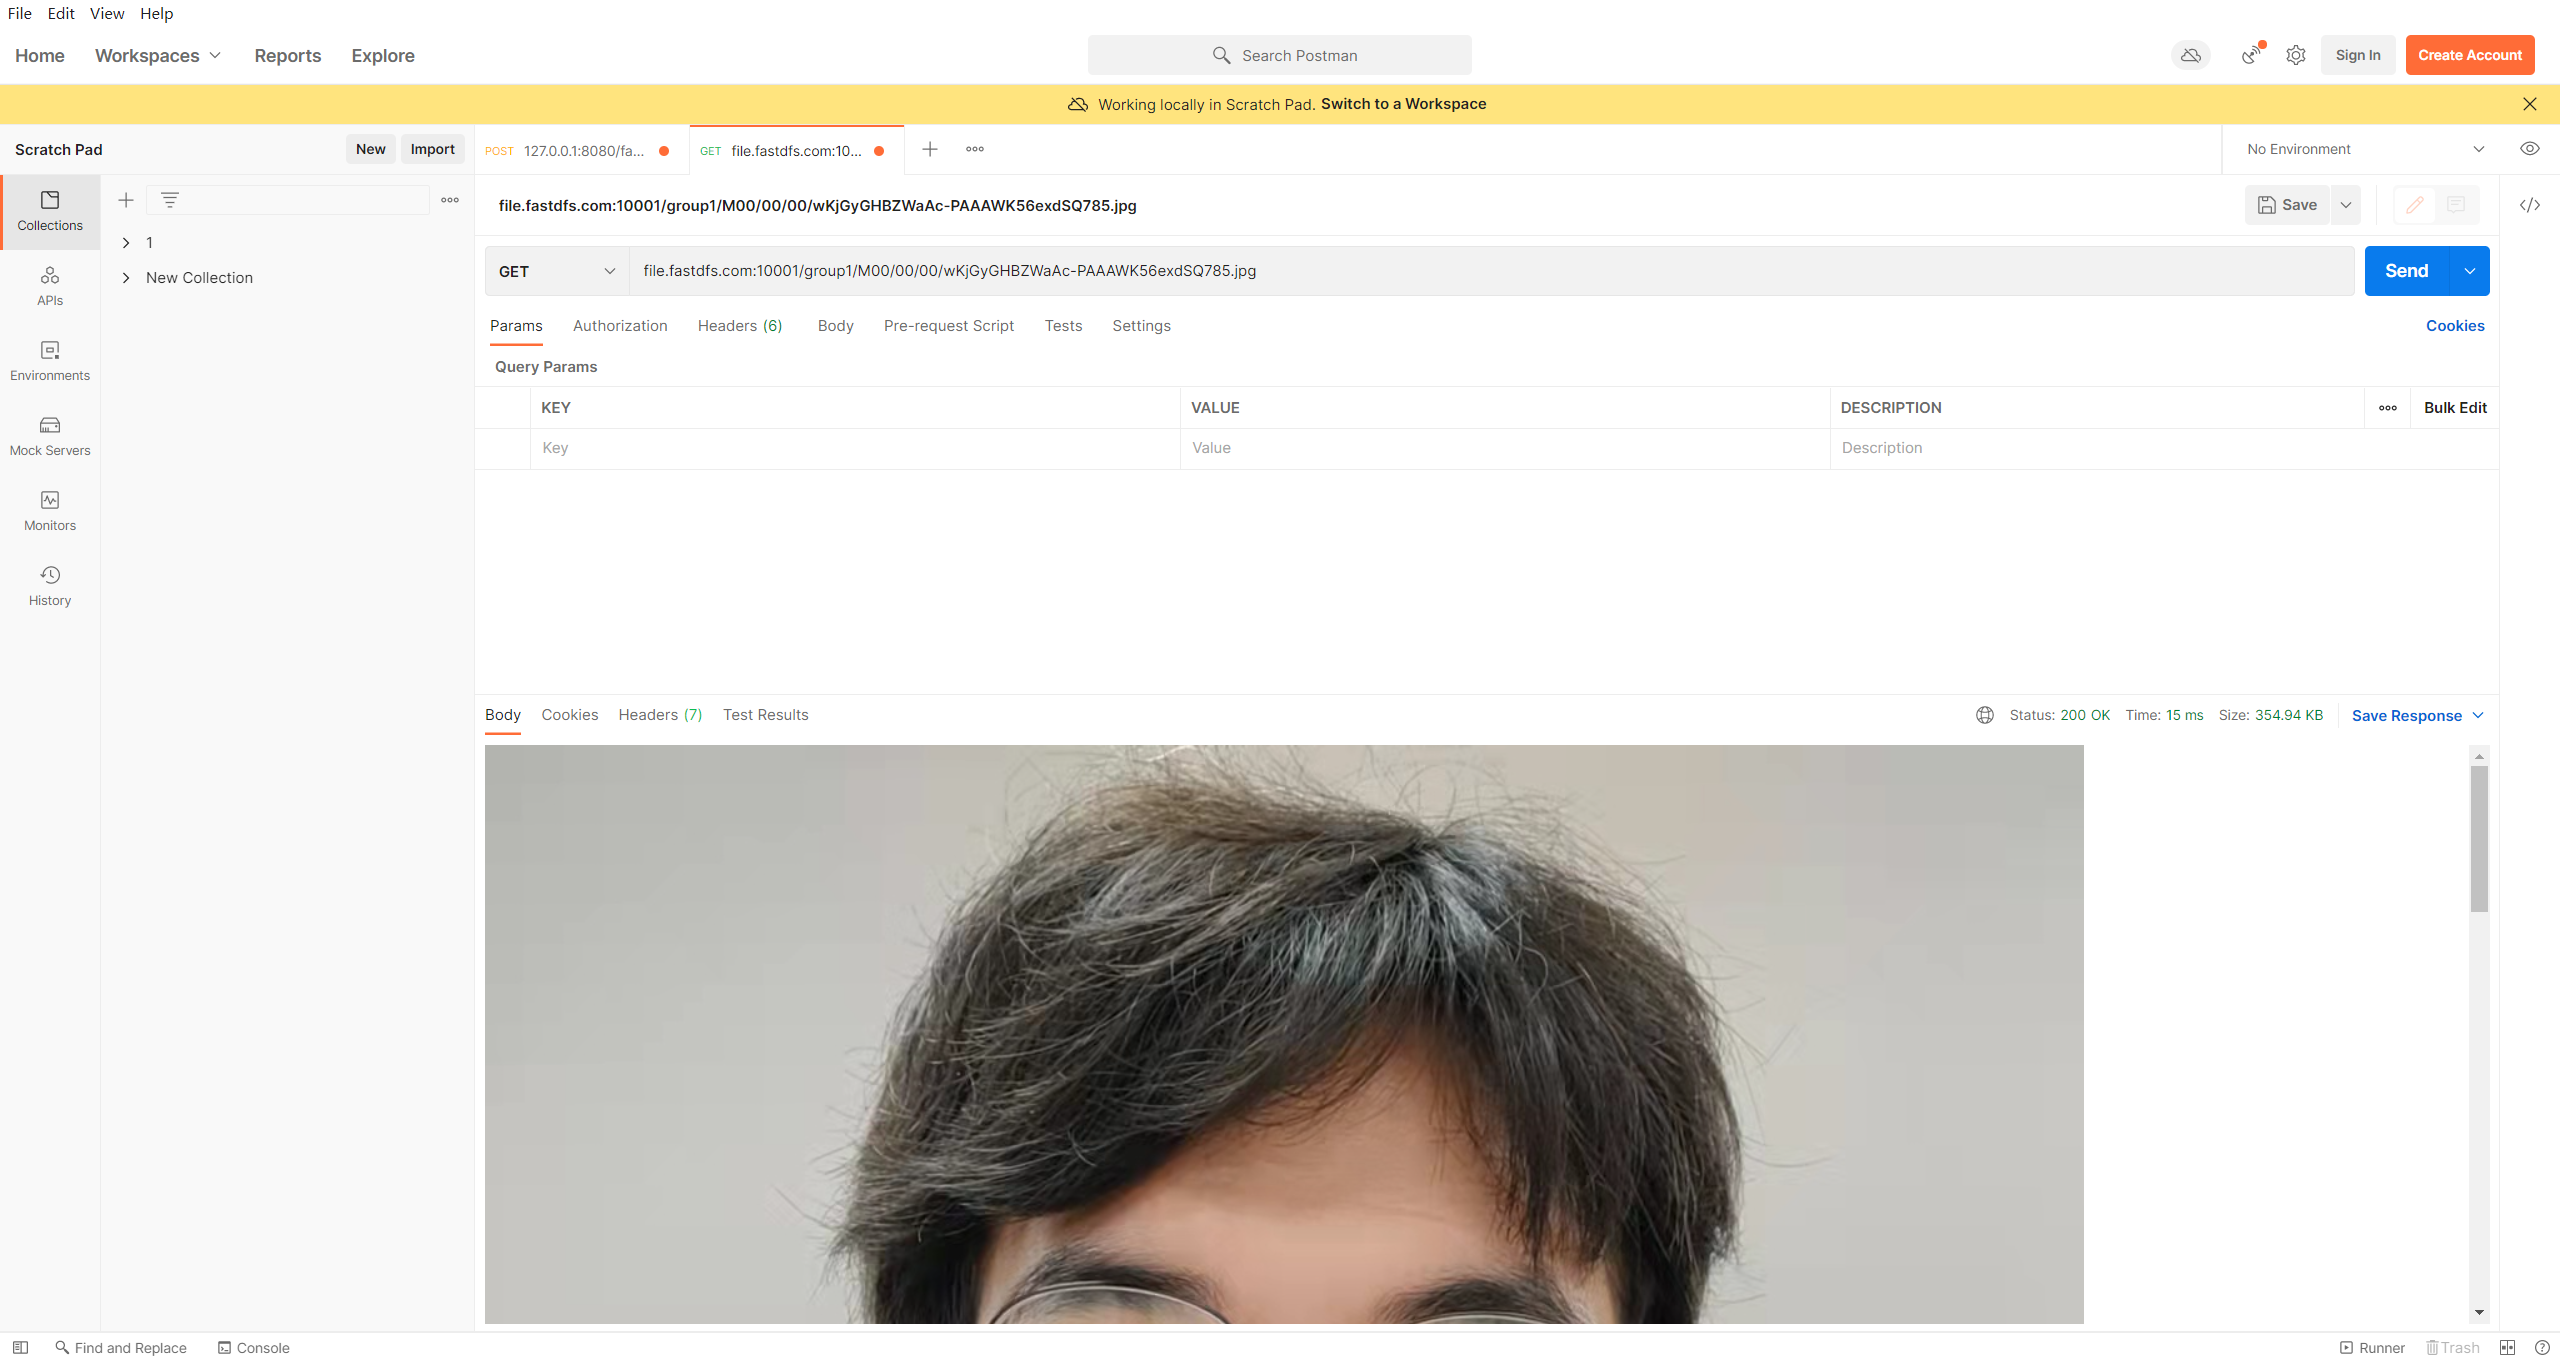 File Edit View Help
Home Workspaces Reports Explore Search Postman Sign In Create Account
Working locally in Scratch Pad. Switch to a Workspace
Scratch Pad New Import POST 127.0.0.1:8080/fa... GET file.fastdfs.com:10... No Environment
file.fastdfs.com:10001/group1/M00/00/00/wKjGyGHBZWaAc-PAAAWK56exdSQ785.jpg Save
Collections
1
GET file.fastdfs.com:10001/group1/M00/00/00/wKjGyGHBZWaAc-PAAAWK56exdSQ785.jpg Send
New Collection
APIs
Params Authorization Headers (6) Body Pre-request Script Tests Settings Cookies
Query Params
Environments
KEY VALUE DESCRIPTION Bulk Edit
Key Value Description
Mock Servers
Monitors
History
Body Cookies Headers (7) Test Results Status: 200 OK Time: 15 ms Size: 354.94 KB Save Response
Find and Replace Console Runner Trash